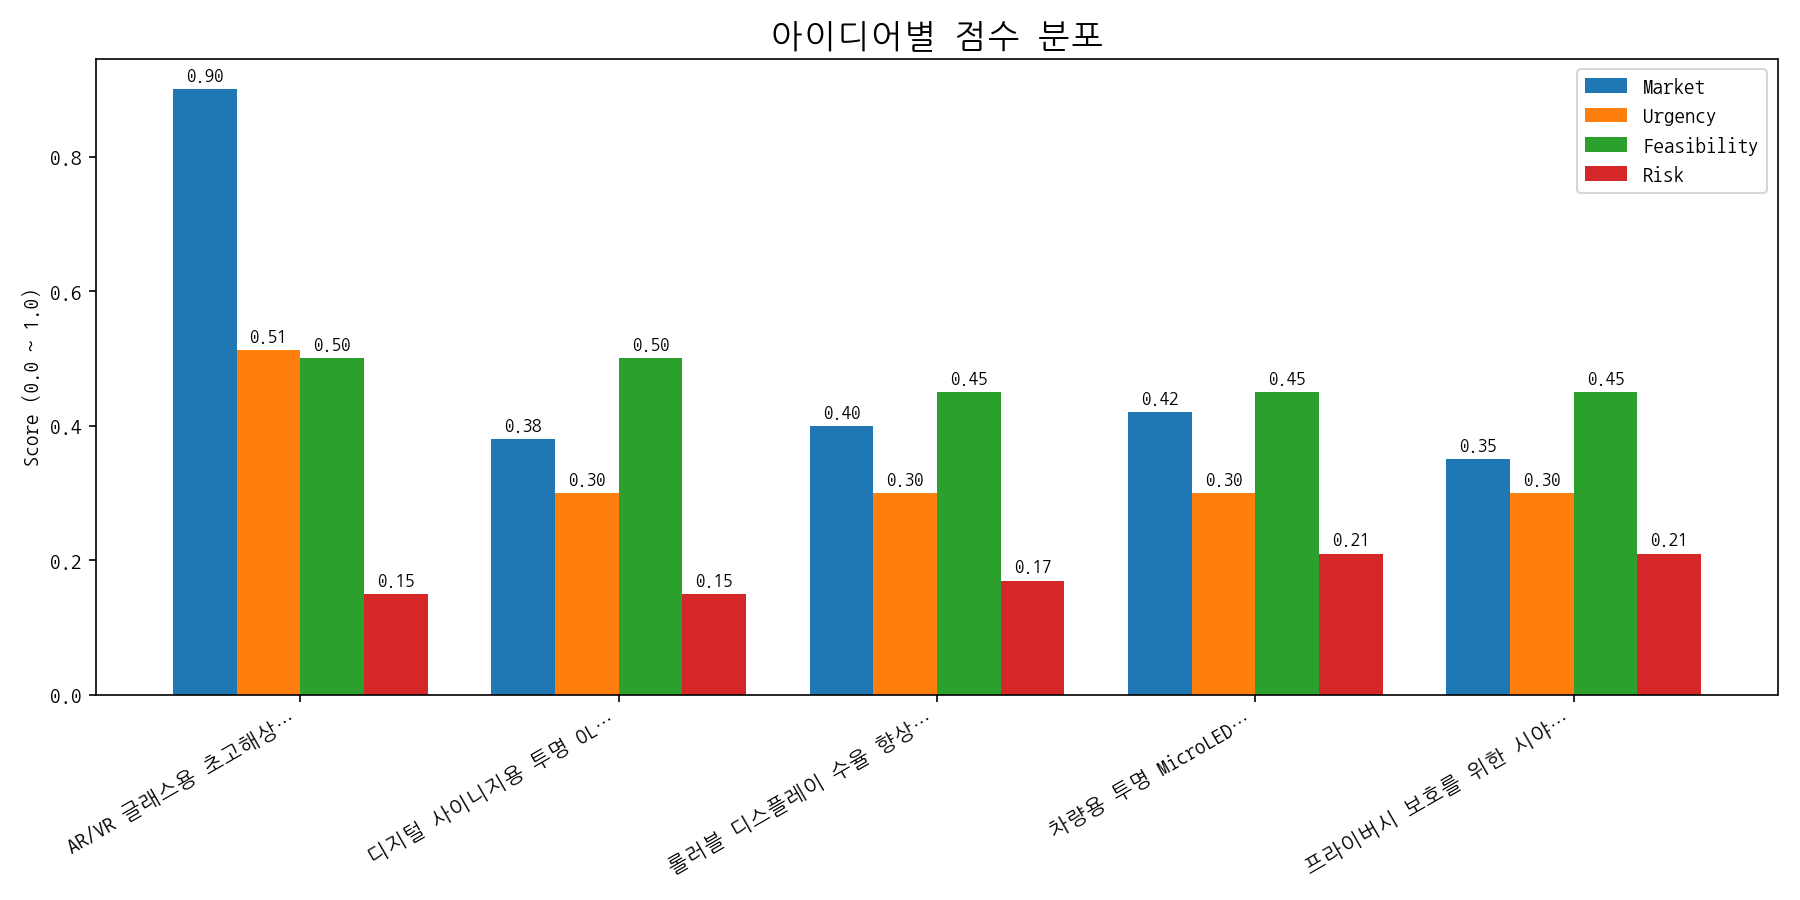 아이디어별 점수 분포
Market
Urgency
Feasibility
Risk
Score (0.0 ~ 1.0)
0.8
0.6
0.4
0.2
0.0
0.90
0.51
0.50
0.15
0.38
0.30
0.50
0.15
0.40
0.30
0.45
0.17
0.42
0.30
0.45
0.21
0.35
0.30
0.45
0.21
AR/VR 글래스용 초고해상…
디지털 사이니지용 투명 OL…
롤러블 디스플레이 수율 향상…
차량용 투명 MicroLED…
프라이버시 보호를 위한 시야…